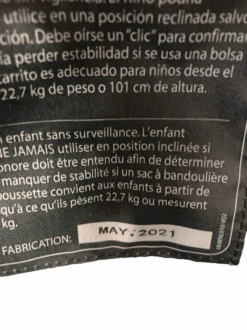 utilice en una posición reclinada salvo
ción. Debe oírse un "clic" para confirmar
ía perder estabilidad si se usa una bolsa
carrito es adecuado para niños desde el
22,7 kg de peso o 101 cm de altura.
n enfant sans surveillance. L'enfant
NE JAMAIS utiliser en position inclinée si
onore doit être entendu afin de déterminer
manquer de stabilité si un sac à bandoulière
poussette convient aux enfants à partir de
qu'à ce qu'ils pèsent 22,7 kg ou mesurent
kg.
FABRICATION: MAY. 2021